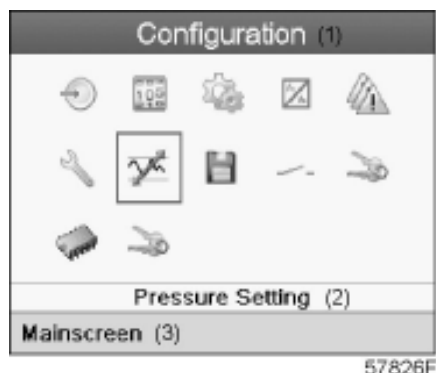 Configuration (1)
Pressure Setting (2)
Mainscreen (3)
57826F